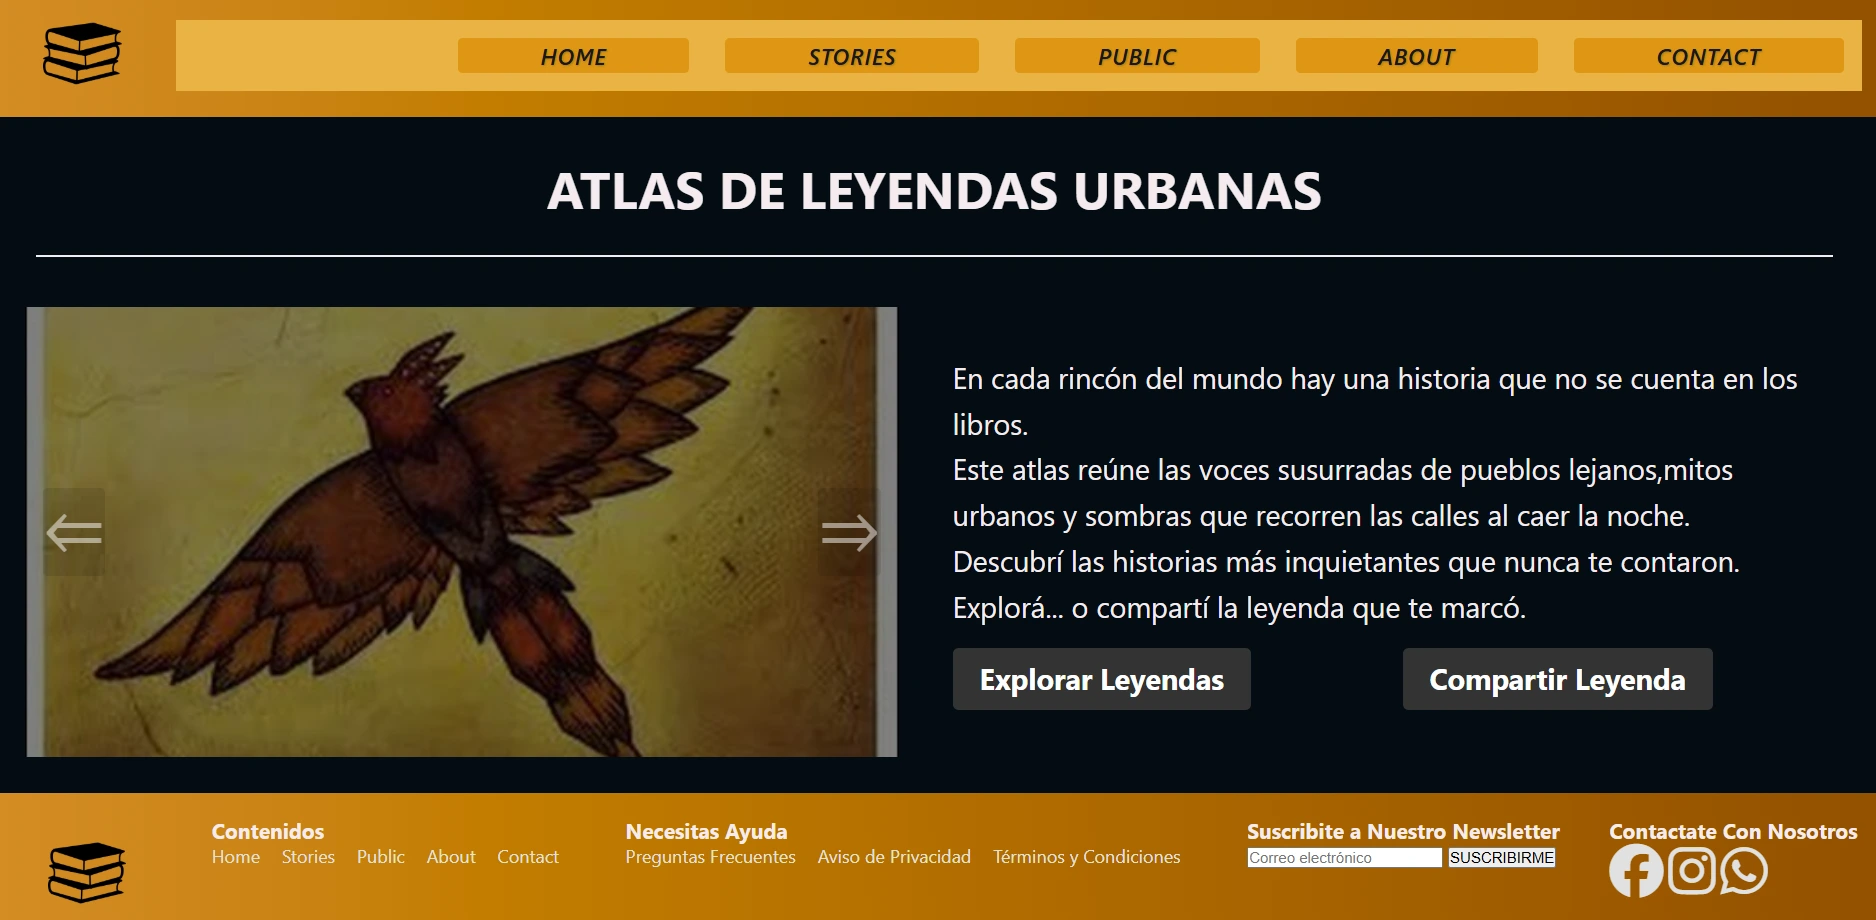 HOME STORIES PUBLIC ABOUT CONTACT
ATLAS DE LEYENDAS URBANAS
En cada rincón del mundo hay una historia que no se cuenta en los
libros.
Este atlas reúne las voces susurradas de pueblos lejanos,mitos
urbanos y sombras que recorren las calles al caer la noche.
Descubrí las historias más inquietantes que nunca te contaron.
Explorá... o compartí la leyenda que te marcó.
Explorar Leyendas Compartir Leyenda
Contenidos
Home Stories Public About Contact
Necesitas Ayuda
Preguntas Frecuentes Aviso de Privacidad Términos y Condiciones
Suscribite a Nuestro Newsletter
Correo electrónico SUSCRIBIRME
Contactate Con Nosotros